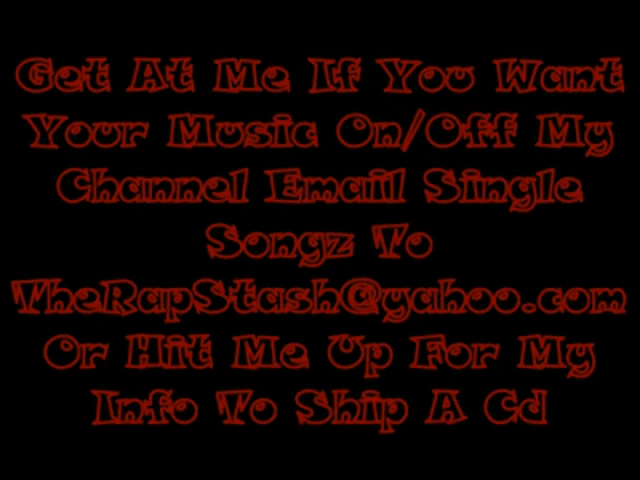 Get At Me If You Want
Your Music On/Off My
Channel Email Single
Songz To
TheRapStash@yahoo.com
Or Hit Me Up For My
Info To Ship A Cd